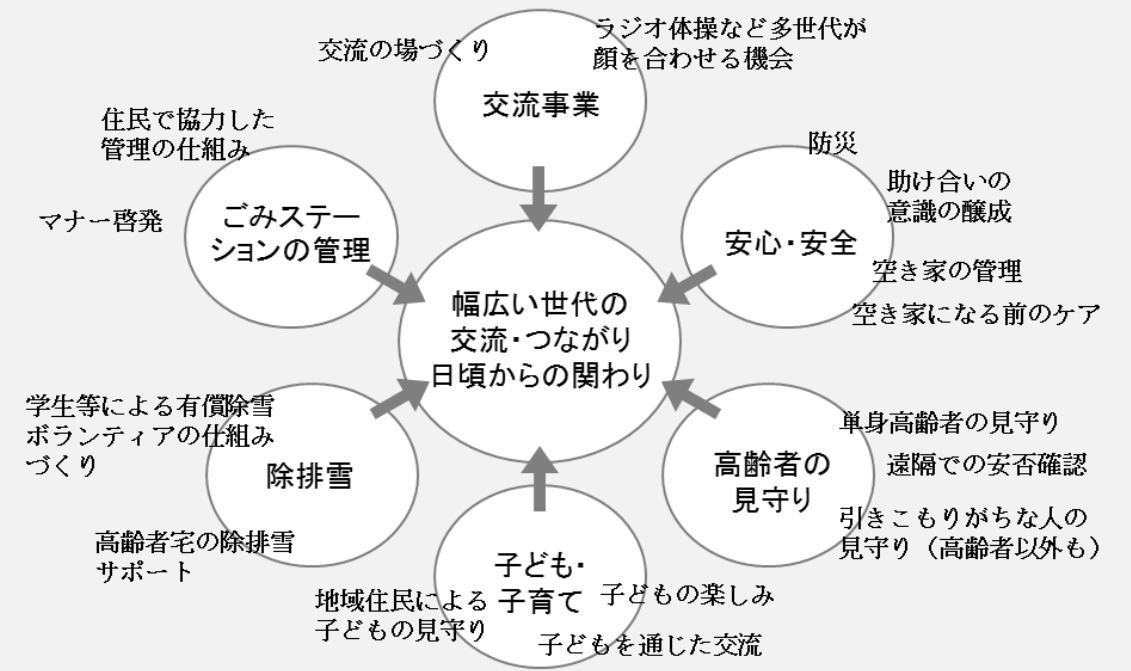 交流の場づくり
ラジオ体操など多世代が
顔を合わせる機会
交流事業
住民で協力した
管理の仕組み
マナー啓発
ごみステー
ションの管理
防災
助け合いの
意識の醸成
安心・安全
空き家の管理
空き家になる前のケア
幅広い世代の
交流・つながり
日頃からの関わり
学生等による有償除雪
ボランティアの仕組み
づくり
除排雪
高齢者宅の除排雪
サポート
単身高齢者の見守り
高齢者の
見守り
遠隔での安否確認
引きこもりがちな人の
見守り（高齢者以外も）
子ども・
子育て
地域住民による
子どもの見守り
子どもの楽しみ
子どもを通じた交流